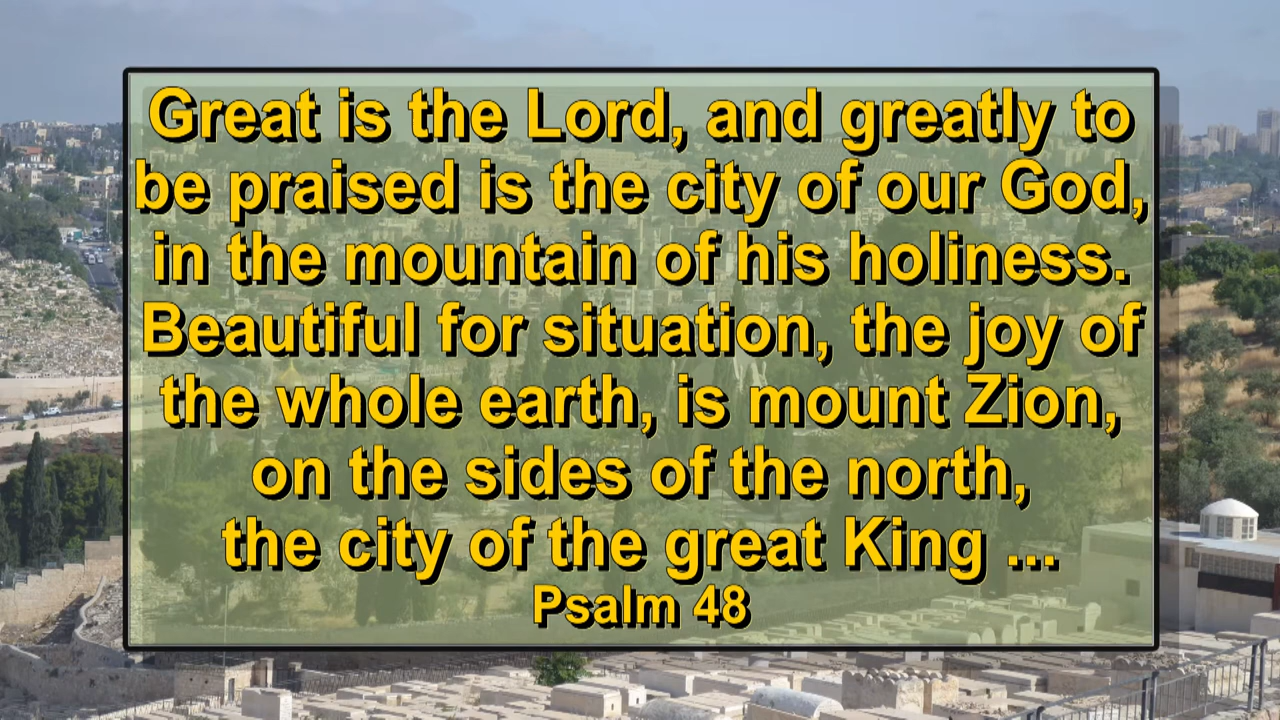 Great is the Lord, and greatly to
be praised is the city of our God,
in the mountain of his holiness.
Beautiful for situation, the joy of
the whole earth, is mount Zion,
on the sides of the north,
the city of the great King ...
Psalm 48